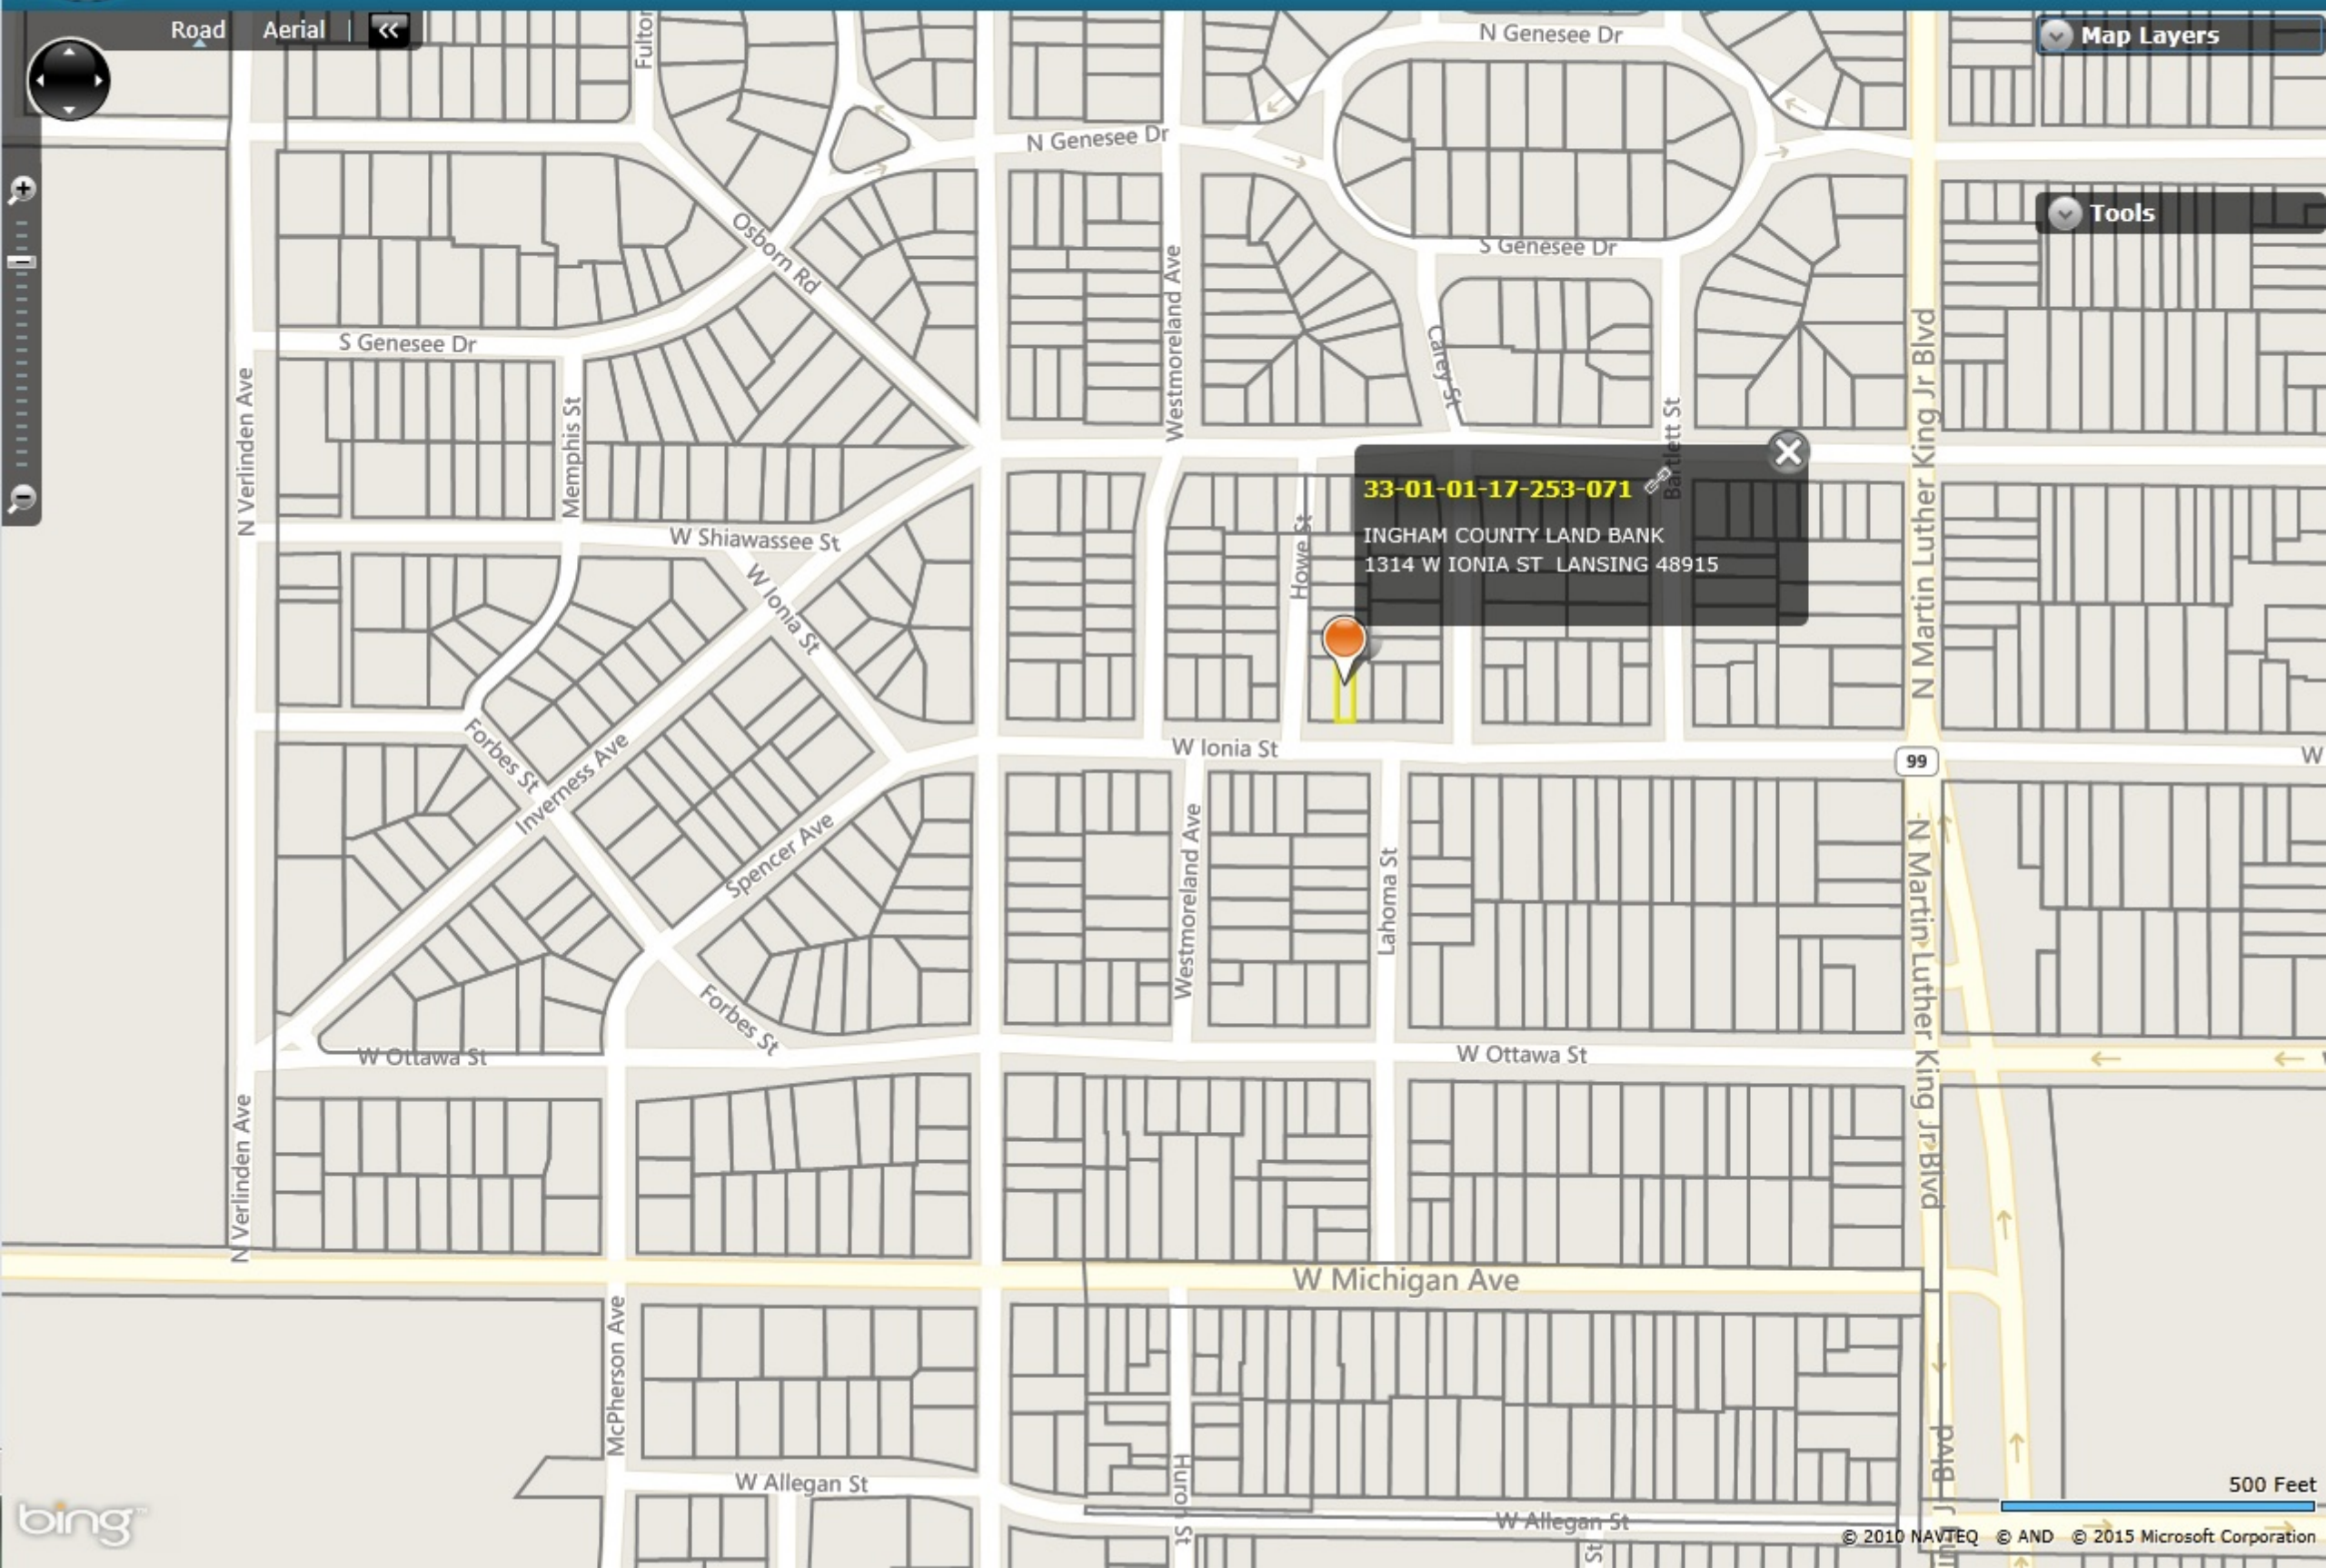 Road Aerial | «
Fulton
N Genesee Dr
Map Layers
N Genesee Dr
Tools
Osborn Rd
S Genesee Dr
Westmoreland Ave
S Genesee Dr
Carey St
N Martin Luther King Jr Blvd
N Verlinden Ave
Memphis St
Bartlett St
33-01-01-17-253-071
INGHAM COUNTY LAND BANK
1314 W IONIA ST LANSING 48915
W Shiawassee St
Howe St
W Ionia St
Forbes St
Inverness Ave
W Ionia St
W
99
Spencer Ave
Westmoreland Ave
Lahoma St
N Martin Luther King Jr Blvd
Forbes St
W Ottawa St
W Ottawa St
N Verlinden Ave
W Michigan Ave
McPherson Ave
W Allegan St
Huron St
Blvd
500 Feet
W Allegan St
bing™
St
© 2010 NAVTEQ © AND © 2015 Microsoft Corporation